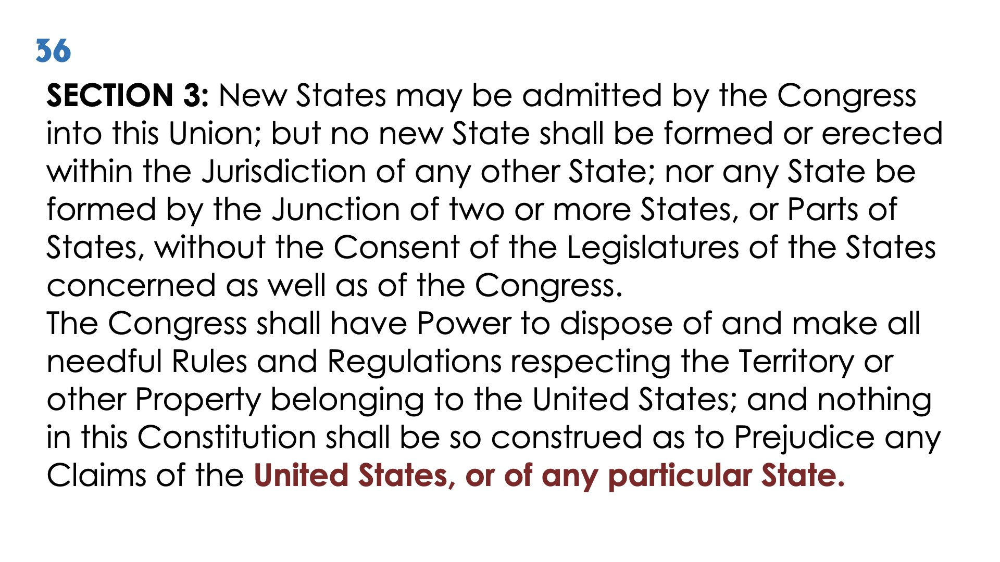 36
SECTION 3: New States may be admitted by the Congress
into this Union; but no new State shall be formed or erected
within the Jurisdiction of any other State; nor any State be
formed by the Junction of two or more States, or Parts of
States, without the Consent of the Legislatures of the States
concerned as well as of the Congress.
The Congress shall have Power to dispose of and make all
needful Rules and Regulations respecting the Territory or
other Property belonging to the United States; and nothing
in this Constitution shall be so construed as to Prejudice any
Claims of the United States, or of any particular State.